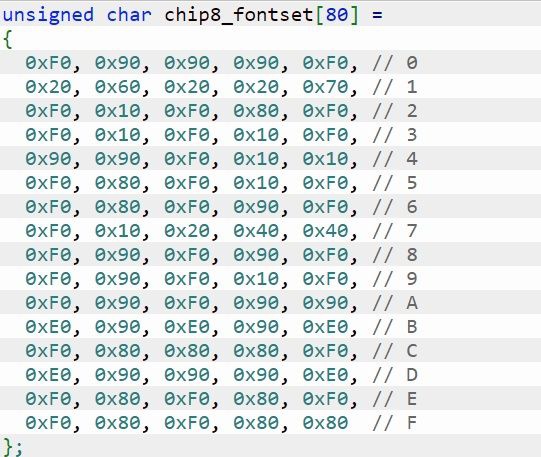 unsigned char chip8_fontset[80] =
{
  0xF0, 0x90, 0x90, 0x90, 0xF0, // 0
  0x20, 0x60, 0x20, 0x20, 0x70, // 1
  0xF0, 0x10, 0xF0, 0x80, 0xF0, // 2
  0xF0, 0x10, 0xF0, 0x10, 0xF0, // 3
  0x90, 0x90, 0xF0, 0x10, 0x10, // 4
  0xF0, 0x80, 0xF0, 0x10, 0xF0, // 5
  0xF0, 0x80, 0xF0, 0x90, 0xF0, // 6
  0xF0, 0x10, 0x20, 0x40, 0x40, // 7
  0xF0, 0x90, 0xF0, 0x90, 0xF0, // 8
  0xF0, 0x90, 0xF0, 0x10, 0xF0, // 9
  0xF0, 0x90, 0xF0, 0x90, 0x90, // A
  0xE0, 0x90, 0xE0, 0x90, 0xE0, // B
  0xF0, 0x80, 0x80, 0x80, 0xF0, // C
  0xE0, 0x90, 0x90, 0x90, 0xE0, // D
  0xF0, 0x80, 0xF0, 0x80, 0xF0, // E
  0xF0, 0x80, 0xF0, 0x80, 0x80  // F
};